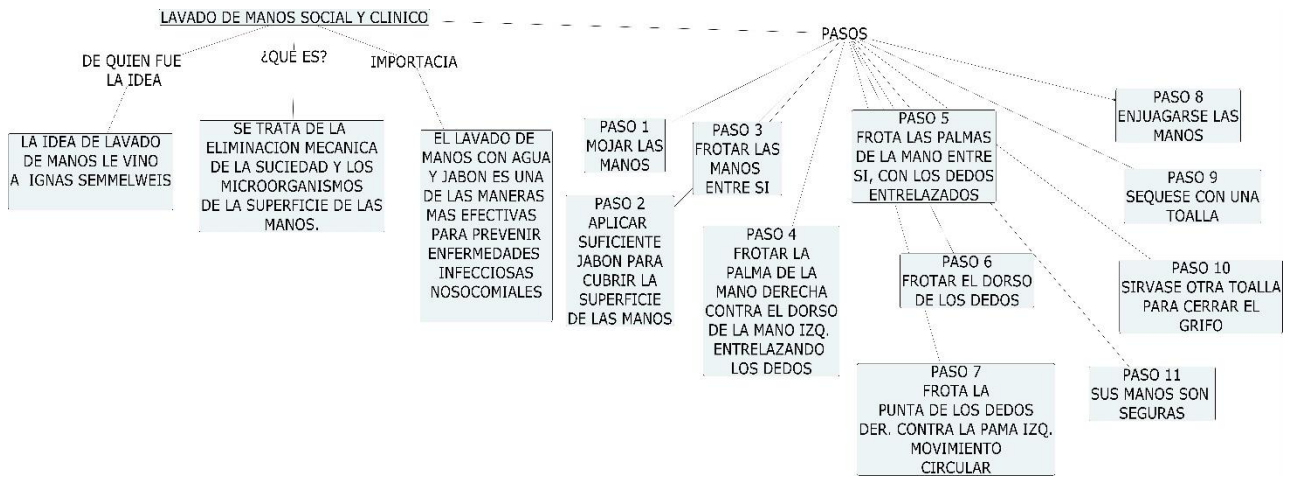 LAVADO DE MANOS SOCIAL Y CLINICO
DE QUIEN FUE
LA IDEA
¿QUÉ ES?
IMPORTACIA
PASOS
LA IDEA DE LAVADO
DE MANOS LE VINO
A IGNAS SEMMELWEIS
SE TRATA DE LA
ELIMINACION MECANICA
DE LA SUCIEDAD Y LOS
MICROORGANISMOS
DE LA SUPERFICIE DE LAS
MANOS.
EL LAVADO DE
MANOS CON AGUA
Y JABON ES UNA
DE LAS MANERAS
MAS EFECTIVAS
PARA PREVENIR
ENFERMEDADES
INFECCIOSAS
NOSOCOMIALES
PASO 1
MOJAR LAS
MANOS
PASO 2
APLICAR
SUFICIENTE
JABON PARA
CUBRIR LA
SUPERFICIE
DE LAS MANOS
PASO 3
FROTAR LAS
MANOS
ENTRE SI
PASO 4
FROTAR LA
PALMA DE LA
MANO DERECHA
CONTRA EL DORSO
DE LA MANO IZQ.
ENTRELAZANDO
LOS DEDOS
PASO 5
FROTA LAS PALMAS
DE LA MANO ENTRE
SI, CON LOS DEDOS
ENTRELAZADOS
PASO 6
FROTAR EL DORSO
DE LOS DEDOS
PASO 7
FROTA LA
PUNTA DE LOS DEDOS
DER. CONTRA LA PAMA IZQ.
MOVIMIENTO
CIRCULAR
PASO 8
ENJUAGARSE LAS
MANOS
PASO 9
SEQUESE CON UNA
TOALLA
PASO 10
SIRVASE OTRA TOALLA
PARA CERRAR EL
GRIFO
PASO 11
SUS MANOS SON
SEGURAS